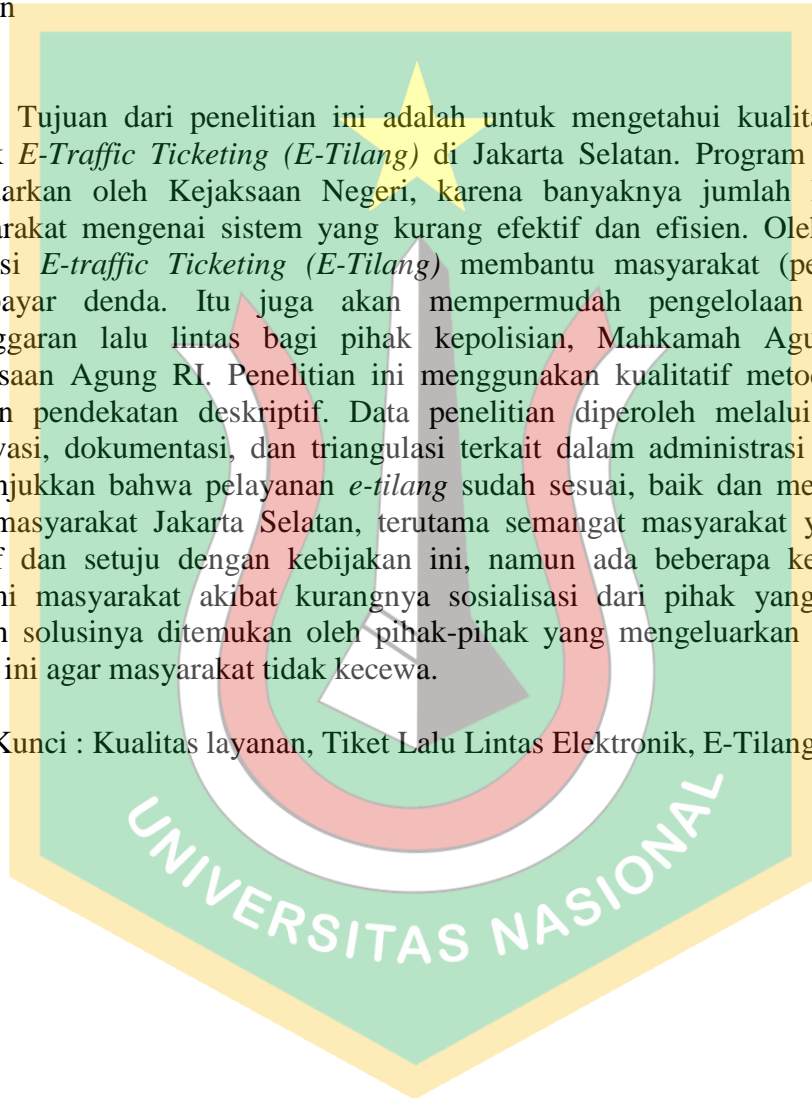 n
Tujuan dari penelitian ini adalah untuk mengetahui kualita
k E-Traffic Ticketing (E-Tilang) di Jakarta Selatan. Program
uarkan oleh Kejaksaan Negeri, karena banyaknya jumlah
arakat mengenai sistem yang kurang efektif dan efisien. Oleh
si E-traffic Ticketing (E-Tilang) membantu masyarakat (pe
bayar denda. Itu juga akan mempermudah pengelolaan
ggaran lalu lintas bagi pihak kepolisian, Mahkamah Agu
saan Agung RI. Penelitian ini menggunakan kualitatif metod
n pendekatan deskriptif. Data penelitian diperoleh melalui
vasi, dokumentasi, dan triangulasi terkait dalam administrasi
njukkan bahwa pelayanan e-tilang sudah sesuai, baik dan me
masyarakat Jakarta Selatan, terutama semangat masyarakat y
f dan setuju dengan kebijakan ini, namun ada beberapa ke
ni masyarakat akibat kurangnya sosialisasi dari pihak yang
n solusinya ditemukan oleh pihak-pihak yang mengeluarkan
ini agar masyarakat tidak kecewa.
Kunci : Kualitas layanan, Tiket Lalu Lintas Elektronik, E-Tilang
UNIVERSITAS NASIONAL